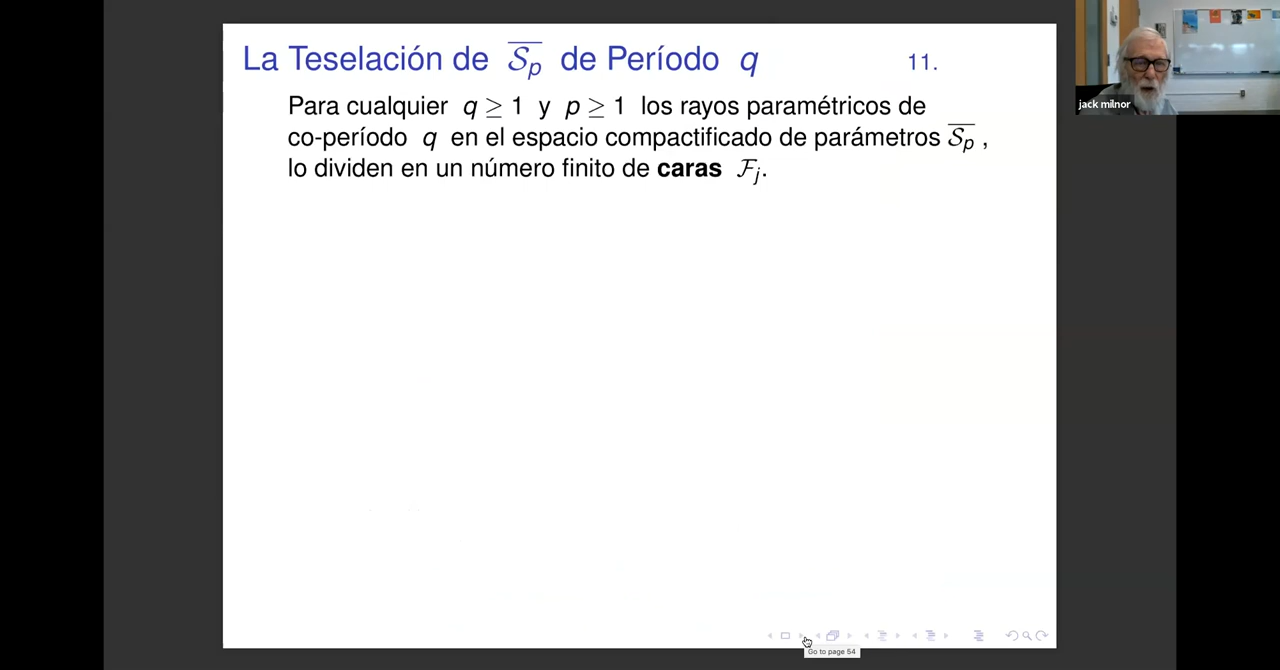 La Teselación de $\overline{\mathcal{S}_p}$ de Período q 11.
Para cualquier q ≥ 1 y p ≥ 1 los rayos paramétricos de
co-período q en el espacio compactificado de parámetros $\overline{\mathcal{S}_p}$ ,
lo dividen en un número finito de caras $\mathcal{F}_j$.
jack milnor
Go to page 54